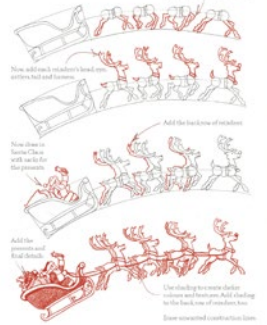 Now add each reindeer's head, eyes,
antlers, tail and harness.
Add the back row of reindeer.
Now draw in
Santa Claus
with sacks for
the presents.
Add the
presents and
final details.
Use shading to create darker
colours and textures. Add shading
to the back row of reindeer, too.
Erase unwanted construction lines.